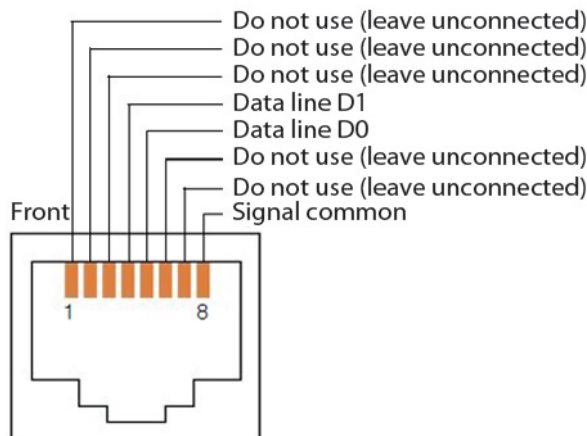 Do not use (leave unconnected)
Do not use (leave unconnected)
Do not use (leave unconnected)
Data line D1
Data line D0
Do not use (leave unconnected)
Do not use (leave unconnected)
Front
Signal common
1
8